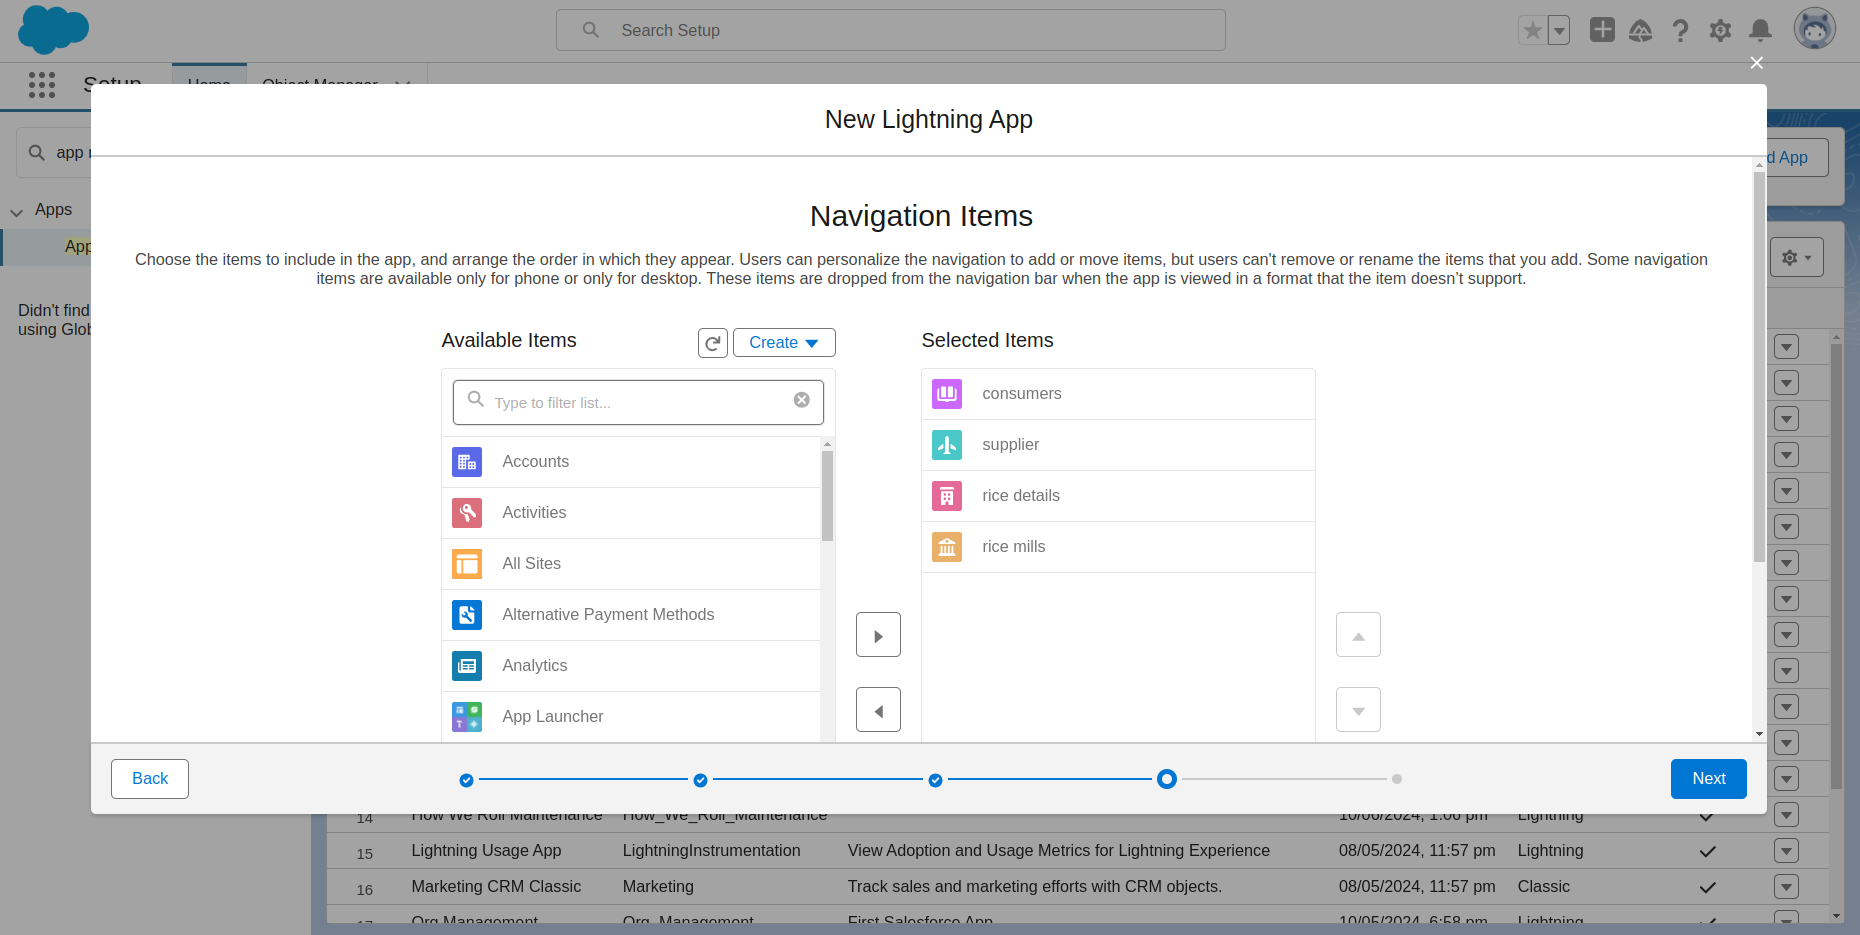 Search Setup
Setup
Home
Object Manager
New Lightning App
app
d App
Apps
App
Didn't find
using Glob
Navigation Items
Choose the items to include in the app, and arrange the order in which they appear. Users can personalize the navigation to add or move items, but users can't remove or rename the items that you add. Some navigation
items are available only for phone or only for desktop. These items are dropped from the navigation bar when the app is viewed in a format that the item doesn't support.
Available Items
Create
Selected Items
Type to filter list...
Accounts
Activities
All Sites
Alternative Payment Methods
Analytics
App Launcher
consumers
supplier
rice details
rice mills
Back
Next
14 How We Roll Maintenance How_We_Roll_Maintenance 10/06/2024, 1:06 pm Lightning
15 Lightning Usage App LightningInstrumentation View Adoption and Usage Metrics for Lightning Experience 08/05/2024, 11:57 pm Lightning
16 Marketing CRM Classic Marketing Track sales and marketing efforts with CRM objects. 08/05/2024, 11:57 pm Classic
17 Org Management Org_Management First Salesforce App 10/05/2024, 6:58 pm Lightning